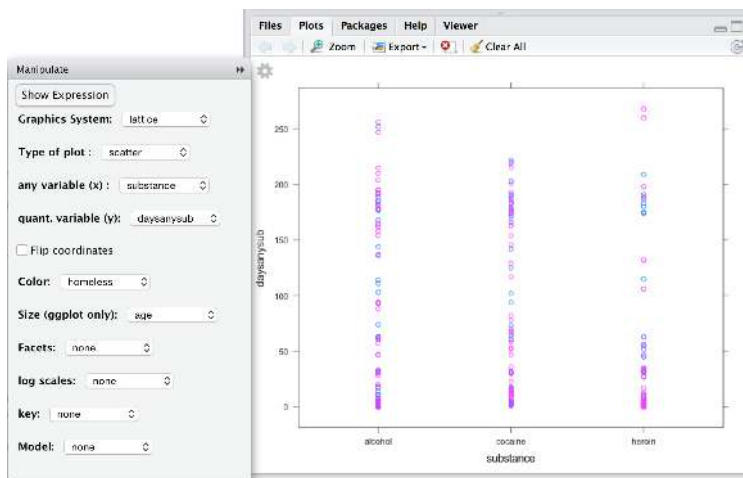 Files Plots Packages Help Viewer
Zoom Export Clear All
Manipulate
Show Expression
Graphics System: lattice
Type of plot : scatter
any variable (x) : substance
quant. variable (y): daysanysub
Flip coordinates
Color: homeless
Size (ggplot only): age
Facets: none
log scales: none
key: none
Model: none
250
200
150
100
50
0
daysanysub
alcohol cocaine heroin
substance